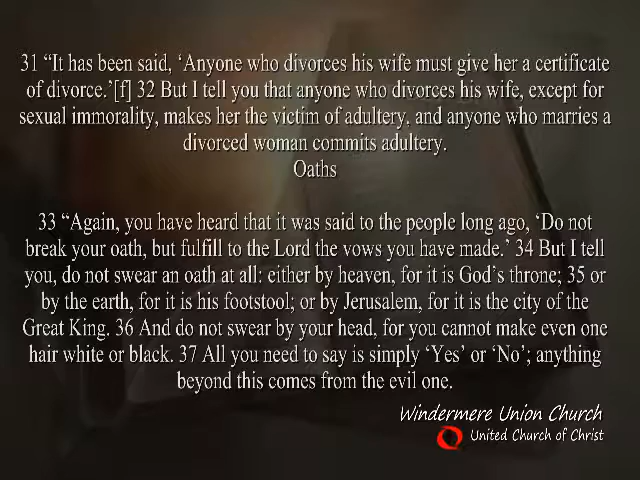 31 “It has been said, ‘Anyone who divorces his wife must give her a certificate
of divorce.’[f] 32 But I tell you that anyone who divorces his wife, except for
sexual immorality, makes her the victim of adultery, and anyone who marries a
divorced woman commits adultery.
Oaths
33 “Again, you have heard that it was said to the people long ago, ‘Do not
break your oath, but fulfill to the Lord the vows you have made.’ 34 But I tell
you, do not swear an oath at all: either by heaven, for it is God’s throne; 35 or
by the earth, for it is his footstool; or by Jerusalem, for it is the city of the
Great King. 36 And do not swear by your head, for you cannot make even one
hair white or black. 37 All you need to say is simply ‘Yes’ or ‘No’; anything
beyond this comes from the evil one.
Windermere Union Church
United Church of Christ